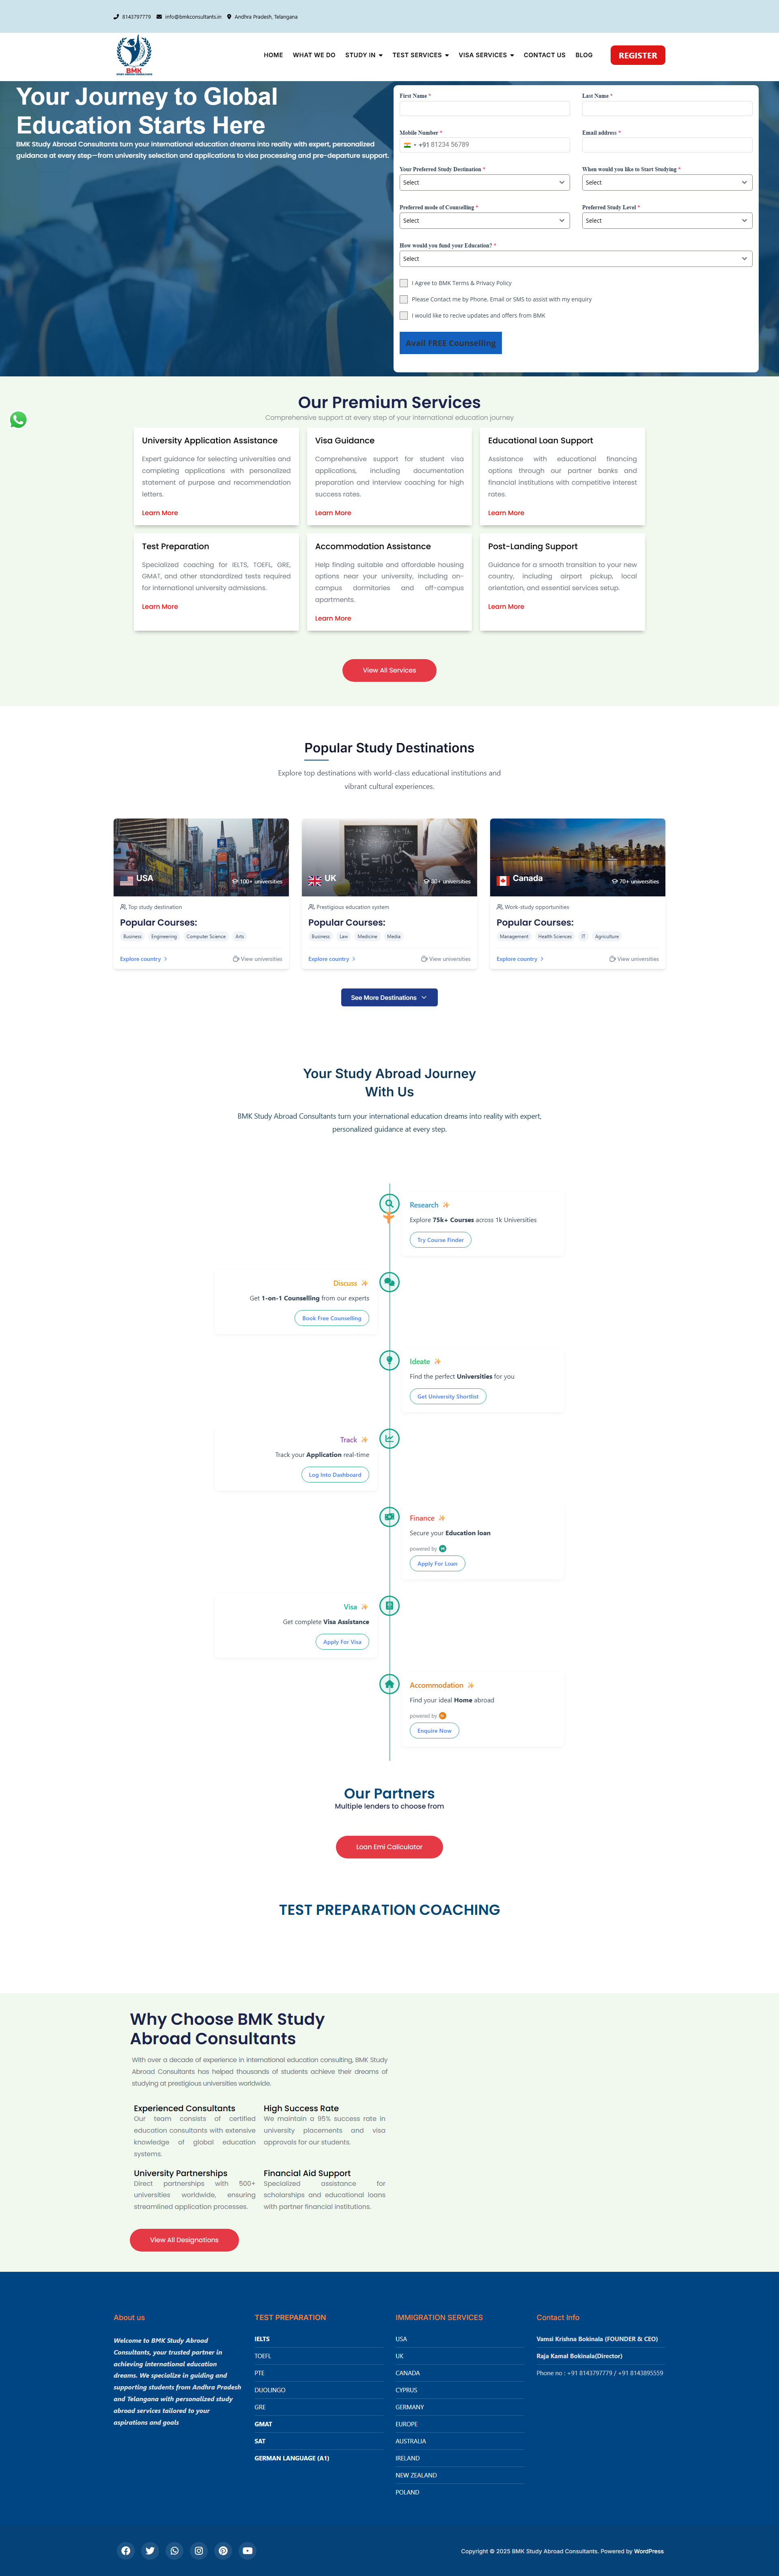 8143797779 info@bmkconsultants.in Andhra Pradesh, Telangana
BMK
STUDY ABROAD CONSULTANTS
HOME WHAT WE DO STUDY IN TEST SERVICES VISA SERVICES CONTACT US BLOG REGISTER
Your Journey to Global
Education Starts Here
BMK Study Abroad Consultants turn your international education dreams into reality with expert, personalized
guidance at every step—from university selection and applications to visa processing and pre-departure support.
First Name * Last Name *
Mobile Number * Email address *
+91 81234 56789
Your Preferred Study Destination * When would you like to Start Studying *
Select Select
Preferred mode of Counselling * Preferred Study Level *
Select Select
How would you fund your Education? *
Select
I Agree to BMK Terms & Privacy Policy
Please Contact me by Phone, Email or SMS to assist with my enquiry
I would like to recive updates and offers from BMK
Avail FREE Counselling
Our Premium Services
Comprehensive support at every step of your international education journey
University Application Assistance
Expert guidance for selecting universities and
completing applications with personalized
statement of purpose and recommendation
letters.
Learn More
Visa Guidance
Comprehensive support for student visa
applications, including documentation
preparation and interview coaching for high
success rates.
Learn More
Educational Loan Support
Assistance with educational financing
options through our partner banks and
financial institutions with competitive interest
rates.
Learn More
Test Preparation
Specialized coaching for IELTS, TOEFL, GRE,
GMAT, and other standardized tests required
for international university admissions.
Learn More
Accommodation Assistance
Help finding suitable and affordable housing
options near your university, including on-
campus dormitories and off-campus
apartments.
Learn More
Post-Landing Support
Guidance for a smooth transition to your new
country, including airport pickup, local
orientation, and essential services setup.
Learn More
View All Services
Popular Study Destinations
Explore top destinations with world-class educational institutions and
vibrant cultural experiences.
USA 100+ universities
Top study destination
Popular Courses:
Business Engineering Computer Science Arts
Explore country View universities
E=mc²
UK 80+ universities
Prestigious education system
Popular Courses:
Business Law Medicine Media
Explore country View universities
Canada 70+ universities
Work-study opportunities
Popular Courses:
Management Health Sciences IT Agriculture
Explore country View universities
See More Destinations
Your Study Abroad Journey
With Us
BMK Study Abroad Consultants turn your international education dreams into reality with expert,
personalized guidance at every step.
Research
Explore 75k+ Courses across 1k Universities
Try Course Finder
Discuss
Get 1-on-1 Counselling from our experts
Book Free Counselling
Ideate
Find the perfect Universities for you
Get University Shortlist
Track
Track your Application real-time
Log Into Dashboard
Finance
Secure your Education loan
powered by
Apply For Loan
Visa
Get complete Visa Assistance
Apply For Visa
Accommodation
Find your ideal Home abroad
powered by
Enquire Now
Our Partners
Multiple lenders to choose from
Loan Emi Caliculator
TEST PREPARATION COACHING
Why Choose BMK Study
Abroad Consultants
With over a decade of experience in international education consulting, BMK Study
Abroad Consultants has helped thousands of students achieve their dreams of
studying at prestigious universities worldwide.
Experienced Consultants
Our team consists of certified
education consultants with extensive
knowledge of global education
systems.
High Success Rate
We maintain a 95% success rate in
university placements and visa
approvals for our students.
University Partnerships
Direct partnerships with 500+
universities worldwide, ensuring
streamlined application processes.
Financial Aid Support
Specialized assistance for
scholarships and educational loans
with partner financial institutions.
View All Designations
About us
Welcome to BMK Study Abroad
Consultants, your trusted partner in
achieving international education
dreams. We specialize in guiding and
supporting students from Andhra Pradesh
and Telangana with personalized study
abroad services tailored to your
aspirations and goals
TEST PREPARATION
IELTS
TOEFL
PTE
DUOLINGO
GRE
GMAT
SAT
GERMAN LANGUAGE (A1)
IMMIGRATION SERVICES
USA
UK
CANADA
CYPRUS
GERMANY
EUROPE
AUSTRALIA
IRELAND
NEW ZEALAND
POLAND
Contact Info
Vamsi Krishna Bokinala (FOUNDER & CEO)
Raja Kamal Bokinala(Director)
Phone no : +91 8143797779 / +91 8143895559
Copyright © 2025 BMK Study Abroad Consultants. Powered by WordPress